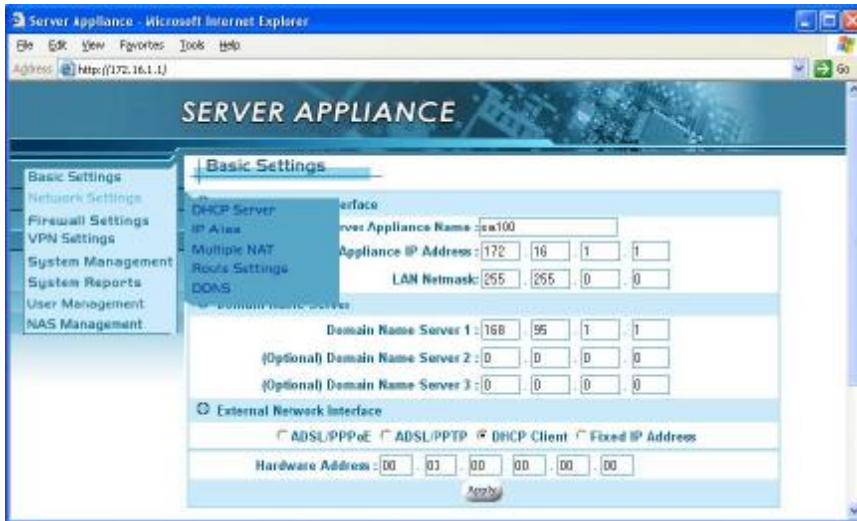 Server Appliance - Microsoft Internet Explorer
File Edit View Favorites Tools Help
Address http://172.16.1.1/ Go
SERVER APPLIANCE
Basic Settings
Network Settings
Firewall Settings
VPN Settings
System Management
System Reports
User Management
NAS Management
DHCP Server
IP Alias
Multiple NAT
Route Settings
DDNS
Basic Settings
erface
rver Appliance Name :
Appliance IP Address : 172 . 16 . 1 . 1
LAN Netmask: 255 . 255 . 0 . 0
Domain Name Server
Domain Name Server 1 : 168 . 95 . 1 . 1
(Optional) Domain Name Server 2 : 0 . 0 . 0 . 0
(Optional) Domain Name Server 3 : 0 . 0 . 0 . 0
External Network Interface
ADSL/PPPoE ADSL/PPTP DHCP Client Fixed IP Address
Hardware Address : 00 . 03 . 00 . 00 . 00 . 00
Apply